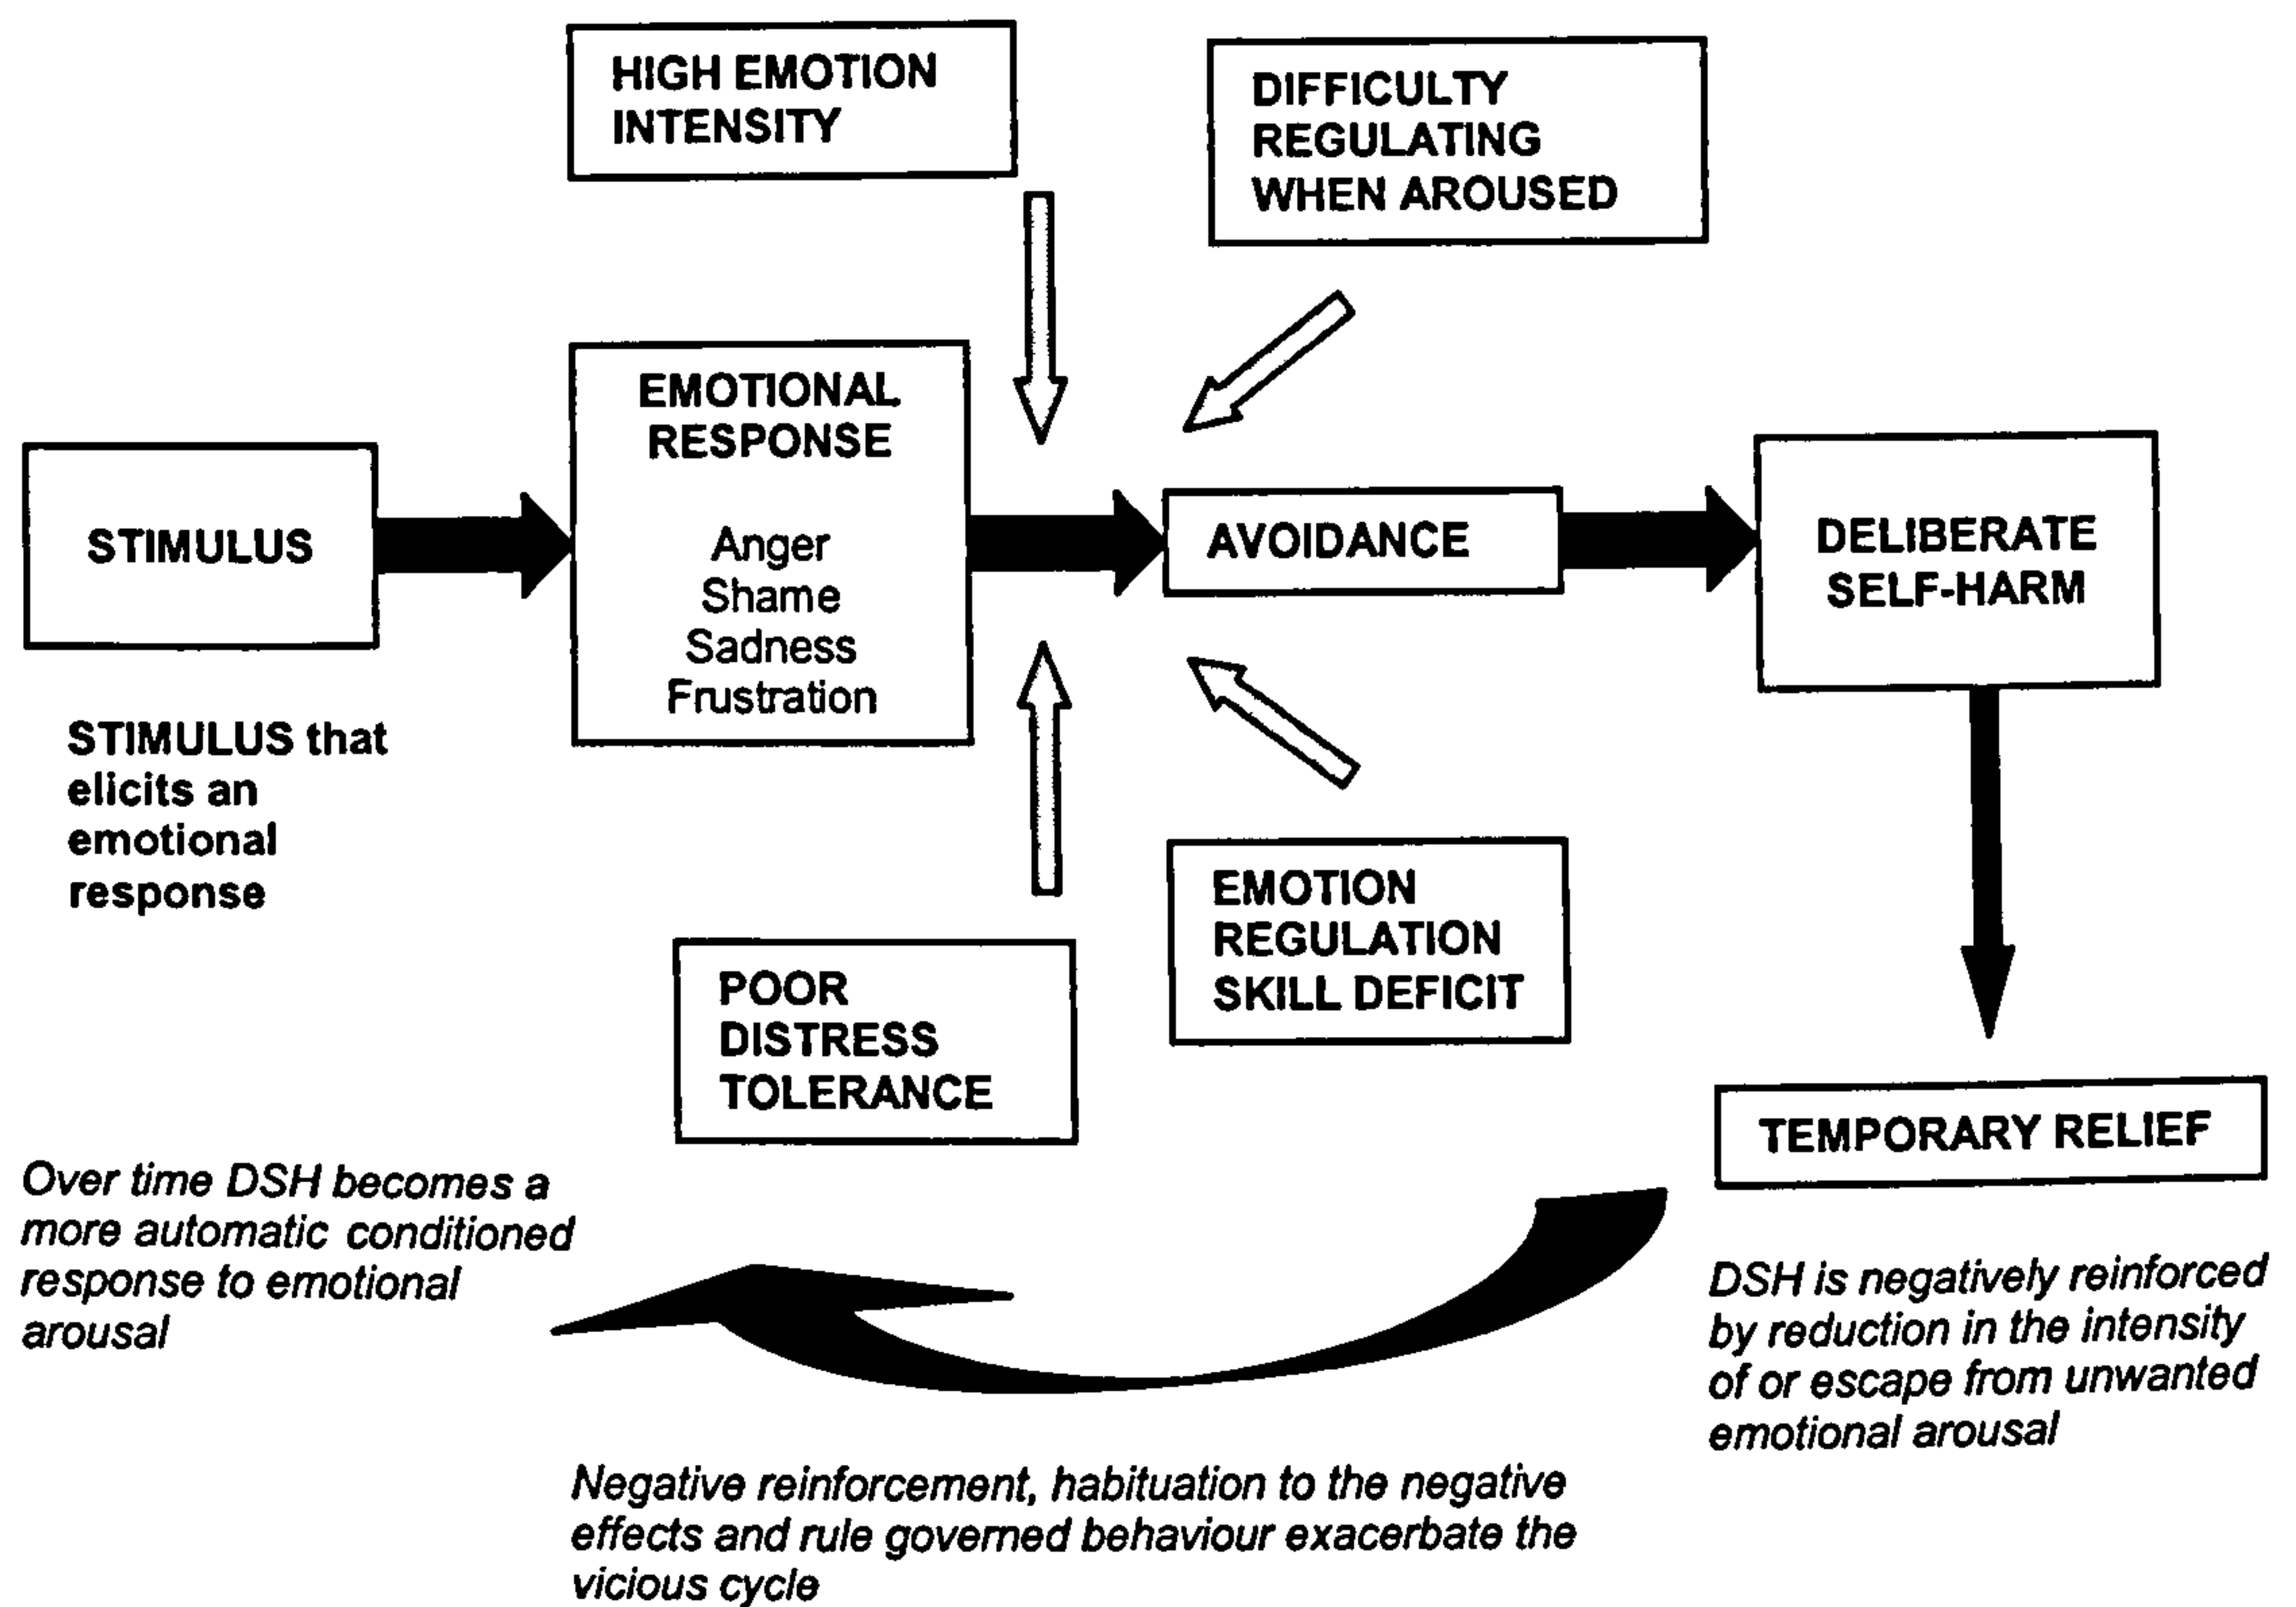 HIGH EMOTION
INTENSITY
DIFFICULTY
REGULATING
WHEN AROUSED
STIMULUS
EMOTIONAL
RESPONSE
Anger
Shame
Sadness
Frustration
AVOIDANCE
DELIBERATE
SELF-HARM
STIMULUS that
elicits an
emotional
response
POOR
DISTRESS
TOLERANCE
EMOTION
REGULATION
SKILL DEFICIT
TEMPORARY RELIEF
Over time DSH becomes a
more automatic conditioned
response to emotional
arousal
DSH is negatively reinforced
by reduction in the intensity
of or escape from unwanted
emotional arousal
Negative reinforcement, habituation to the negative
effects and rule governed behaviour exacerbate the
vicious cycle